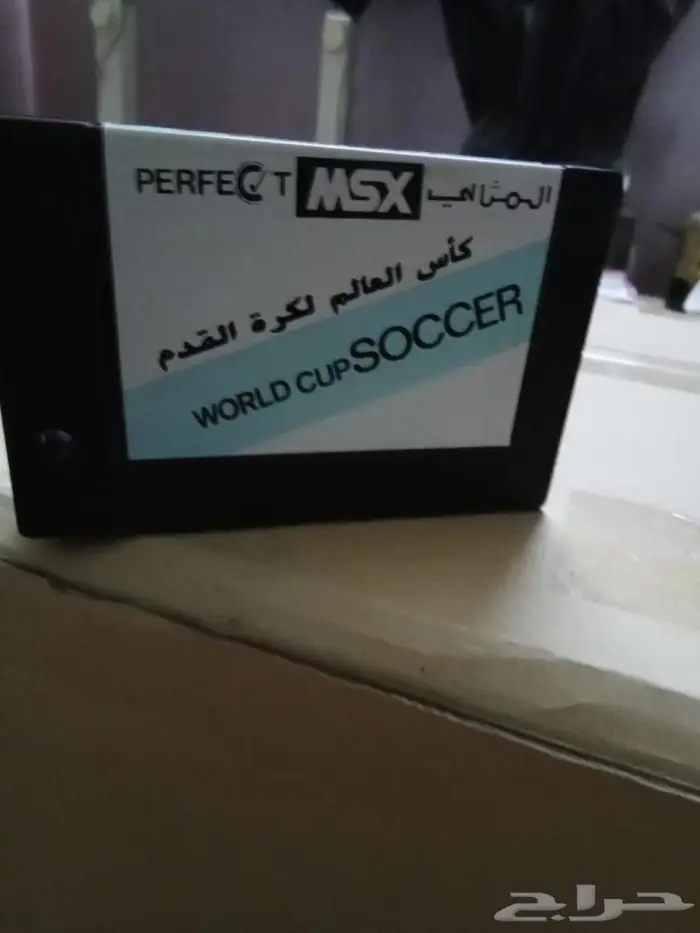 PERFECT MSX المثالي
كأس العالم لكرة القدم
WORLD CUP SOCCER
حراج